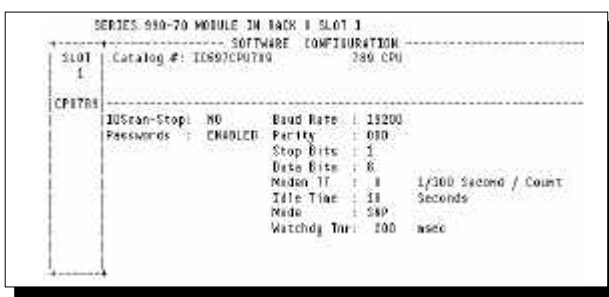 SERIES 990-70 MODULE IN RACK 0 SLOT 1
SOFTWARE CONFIGURATION
SLOT Catalog #: IC697CPU789 789 CPU
1
CPU789
IOScan-Stop: NO Baud Rate : 19200
Passwords : ENABLED Parity : ODD
Stop Bits : 1
Data Bits : 8
Modem TT : 0 1/100 Second / Count
Idle Time : 10 Seconds
Mode : SNP
Watchdg Tmr: 200 msec